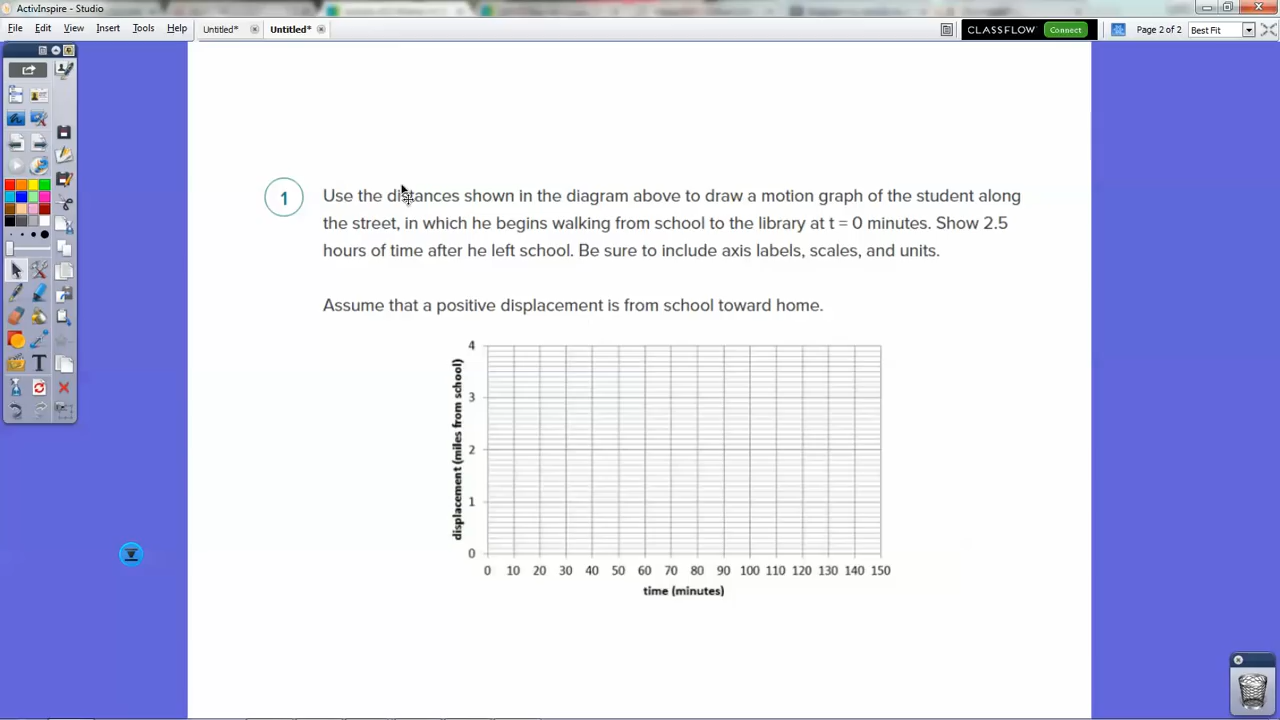 ActivInspire - Studio
File Edit View Insert Tools Help Untitled* Untitled* CLASSFLOW Connect Page 2 of 2 Best Fit
1 Use the distances shown in the diagram above to draw a motion graph of the student along
the street, in which he begins walking from school to the library at t = 0 minutes. Show 2.5
hours of time after he left school. Be sure to include axis labels, scales, and units.
Assume that a positive displacement is from school toward home.
displacement (miles from school)
4
3
2
1
0
0 10 20 30 40 50 60 70 80 90 100 110 120 130 140 150
time (minutes)